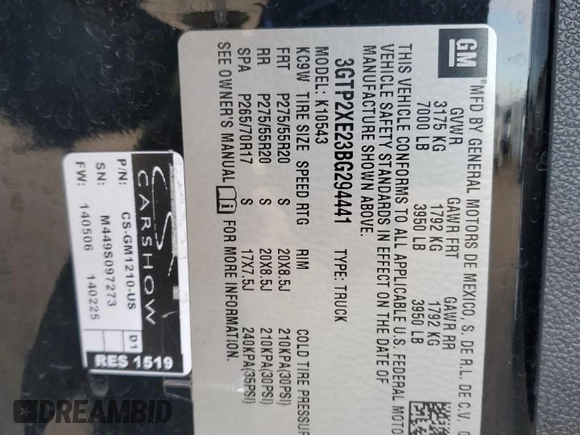 GM
®
MFD BY GENERAL MOTORS DE MEXICO, S. DE R.L. DE C.V.
GVWR GAWR FRT GAWR RR
3175 KG 1792 KG 1792 KG
7000 LB 3950 LB 3950 LB
THIS VEHICLE CONFORMS TO ALL APPLICABLE U.S. FEDERAL MOTOR
VEHICLE SAFETY STANDARDS IN EFFECT ON THE DATE OF
MANUFACTURE SHOWN ABOVE.
3GTP2XE23BG294441 TYPE: TRUCK
MODEL: K10543
KC9W TIRE SIZE SPEED RTG RIM COLD TIRE PRESSUR
FRT P275/55R20 S 20X8.5J 210KPA(30PSI)
RR P275/55R20 S 20X8.5J 210KPA(30PSI)
SPA P265/70R17 S 17X7.5J 240KPA(35PSI)
SEE OWNER'S MANUAL
CARSHOW
P/N: CS-GM1210-US D1
SN: M449S097273
FW: 140506 140225
RES 1519
DREAMBID